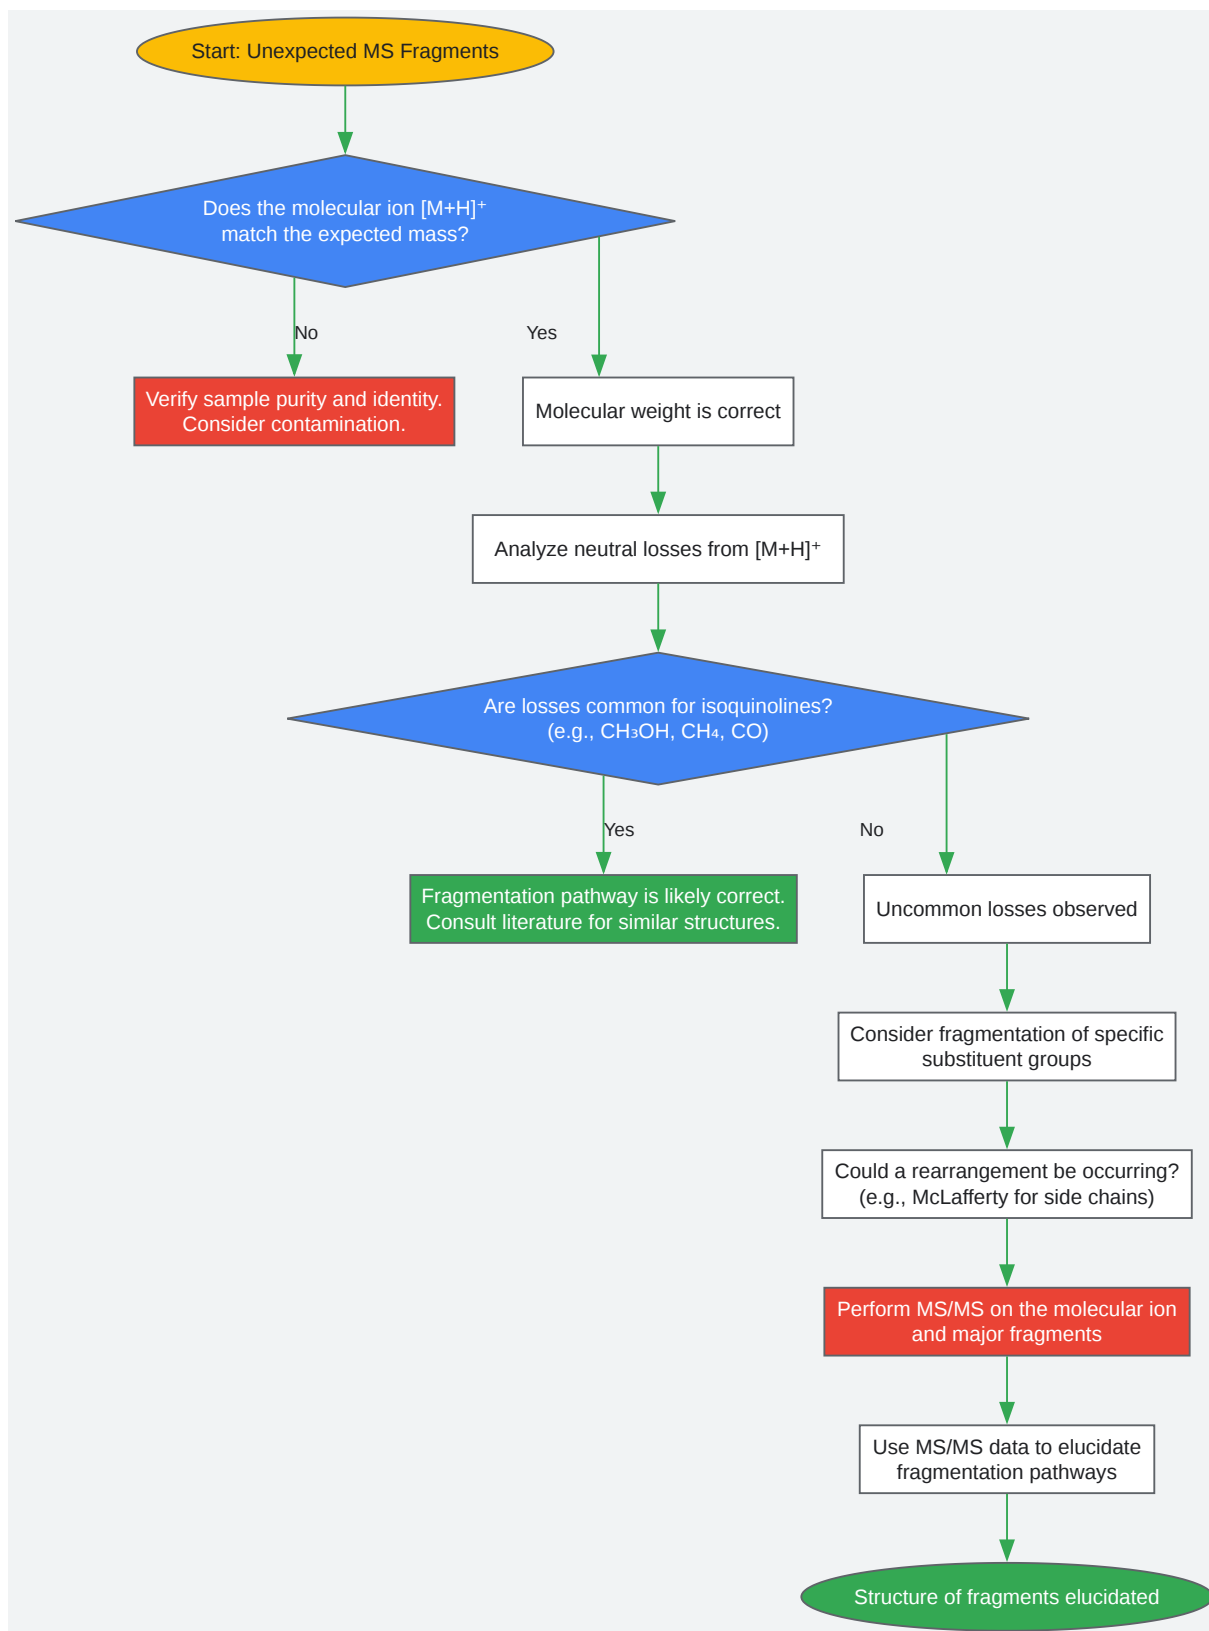 Start: Unexpected MS Fragments
Does the molecular ion [M+H]⁺
match the expected mass?
No
Yes
Verify sample purity and identity.
Consider contamination.
Molecular weight is correct
Analyze neutral losses from [M+H]⁺
Are losses common for isoquinolines?
(e.g., CH₃OH, CH₄, CO)
Yes
No
Fragmentation pathway is likely correct.
Consult literature for similar structures.
Uncommon losses observed
Consider fragmentation of specific
substituent groups
Could a rearrangement be occurring?
(e.g., McLafferty for side chains)
Perform MS/MS on the molecular ion
and major fragments
Use MS/MS data to elucidate
fragmentation pathways
Structure of fragments elucidated